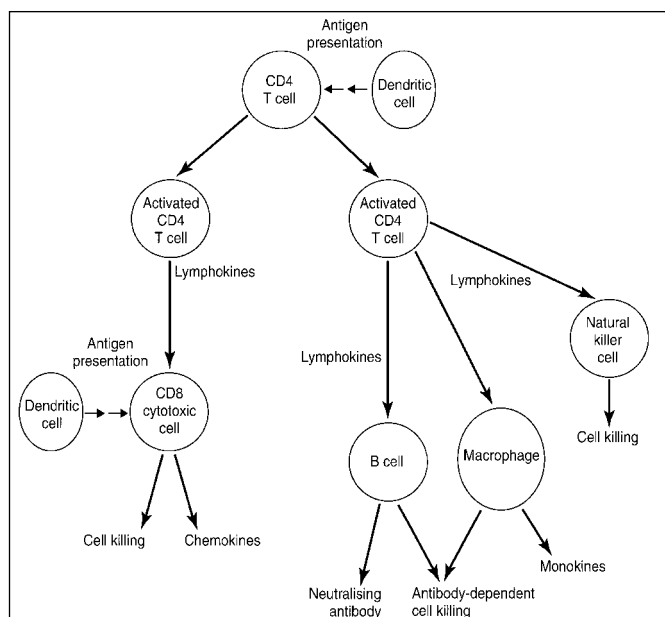 Antigen
presentation
CD4
T cell
Dendritic
cell
Activated
CD4
T cell
Activated
CD4
T cell
Lymphokines
Lymphokines
Natural
killer
cell
Antigen
presentation
Lymphokines
Dendritic
cell
CD8
cytotoxic
cell
Cell killing
B cell
Macrophage
Cell killing
Chemokines
Monokines
Neutralising
antibody
Antibody-dependent
cell killing